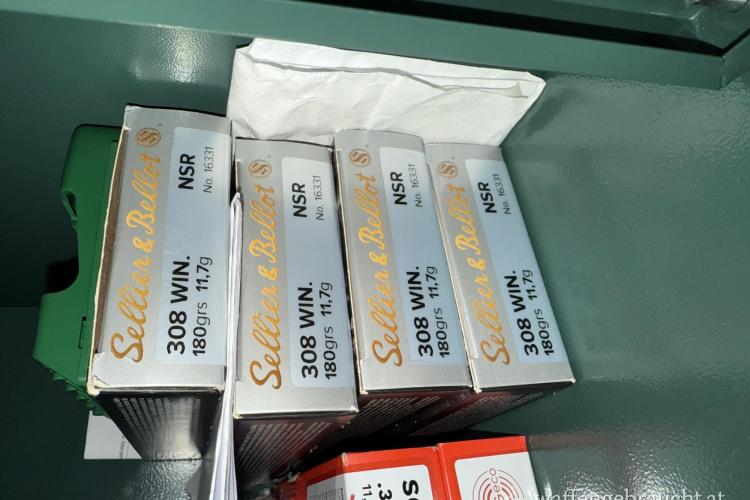 Sellier & Bellot
NSR
No. 16331
308 WIN.
180grs 11,7g
Sellier & Bellot
NSR
No. 16331
308 WIN.
180grs 11,7g
Sellier & Bellot
NSR
No. 16331
308 WIN.
180grs 11,7g
Sellier & Bellot
NSR
No. 16331
308 WIN.
180grs 11,7g
geco
waffengebraucht.at